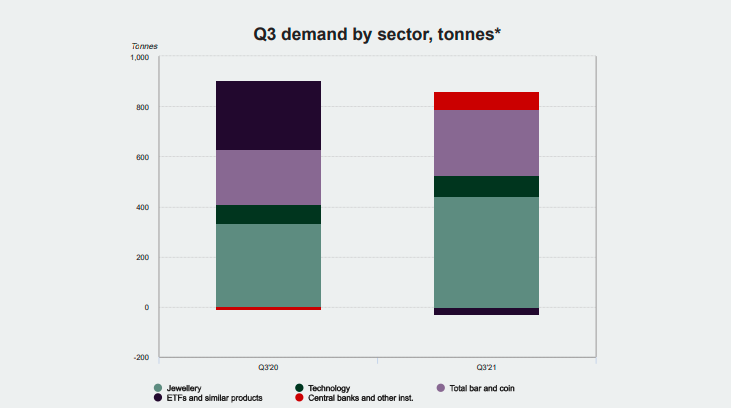 Q3 demand by sector, tonnes*
Tonnes
1,000
800
600
400
200
0
-200
Q3'20 Q3'21
Jewellery Technology Total bar and coin
ETFs and similar products Central banks and other inst.